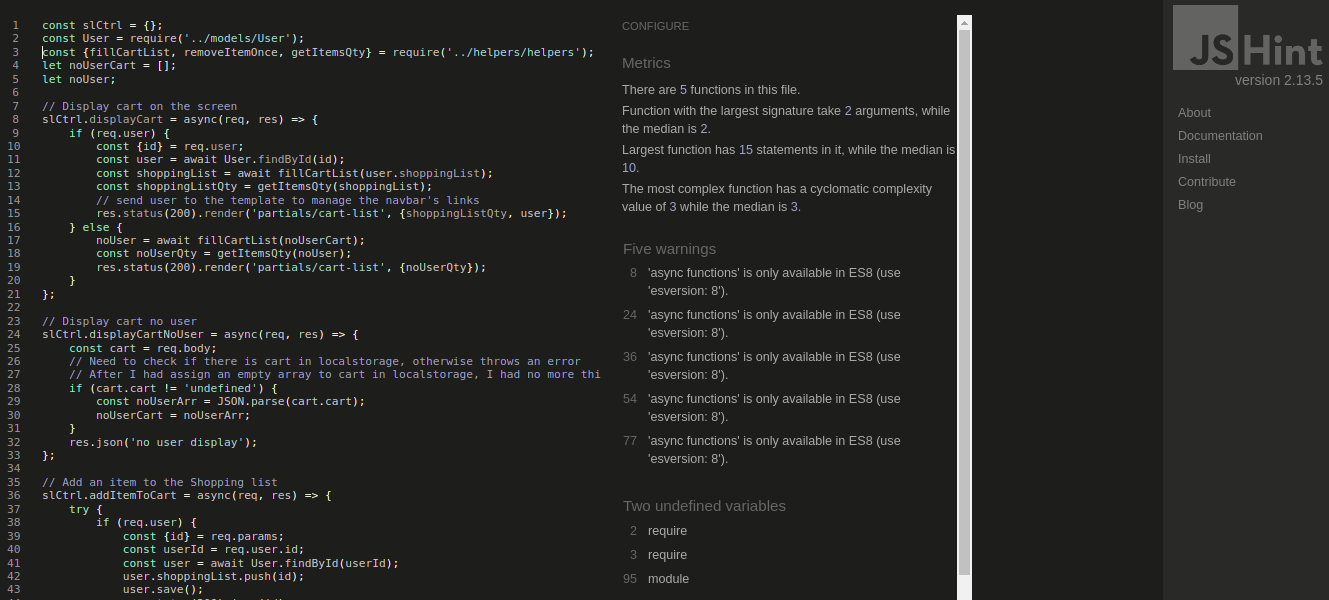 1 const slCtrl = {};
2 const User = require('../models/User');
3 const {fillCartList, removeItemOnce, getItemsQty} = require('../helpers/helpers');
4 let noUserCart = [];
5 let noUser;
6
7 // Display cart on the screen
8 slCtrl.displayCart = async(req, res) => {
9 if (req.user) {
10 const {id} = req.user;
11 const user = await User.findById(id);
12 const shoppingList = await fillCartList(user.shoppingList);
13 const shoppingListQty = getItemsQty(shoppingList);
14 // send user to the template to manage the navbar's links
15 res.status(200).render('partials/cart-list', {shoppingListQty, user});
16 } else {
17 noUser = await fillCartList(noUserCart);
18 const noUserQty = getItemsQty(noUser);
19 res.status(200).render('partials/cart-list', {noUserQty});
20 }
21 };
22
23 // Display cart no user
24 slCtrl.displayCartNoUser = async(req, res) => {
25 const cart = req.body;
26 // Need to check if there is cart in localstorage, otherwise throws an error
27 // After I had assign an empty array to cart in localstorage, I had no more thi
28 if (cart.cart != 'undefined') {
29 const noUserArr = JSON.parse(cart.cart);
30 noUserCart = noUserArr;
31 }
32 res.json('no user display');
33 };
34
35 // Add an item to the Shopping list
36 slCtrl.addItemToCart = async(req, res) => {
37 try {
38 if (req.user) {
39 const {id} = req.params;
40 const userId = req.user.id;
41 const user = await User.findById(userId);
42 user.shoppingList.push(id);
43 user.save();
CONFIGURE
Metrics
There are 5 functions in this file.
Function with the largest signature take 2 arguments, while
the median is 2.
Largest function has 15 statements in it, while the median is
10.
The most complex function has a cyclomatic complexity
value of 3 while the median is 3.
Five warnings
8 'async functions' is only available in ES8 (use
'esversion: 8').
24 'async functions' is only available in ES8 (use
'esversion: 8').
36 'async functions' is only available in ES8 (use
'esversion: 8').
54 'async functions' is only available in ES8 (use
'esversion: 8').
77 'async functions' is only available in ES8 (use
'esversion: 8').
Two undefined variables
2 require
3 require
95 module
JSHint
version 2.13.5
About
Documentation
Install
Contribute
Blog